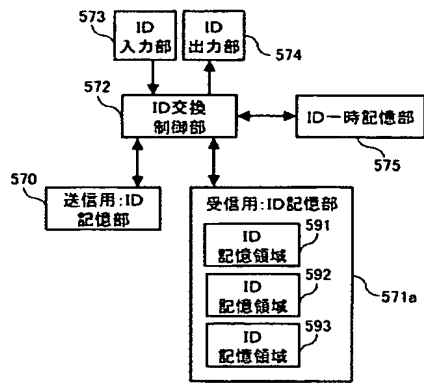 573
ID
入力部
ID
出力部
574
572
ID交換
制御部
ID一時記憶部
575
570
送信用:ID
記憶部
受信用:ID記憶部
591
ID
記憶領域
592
ID
記憶領域
593
ID
記憶領域
571a